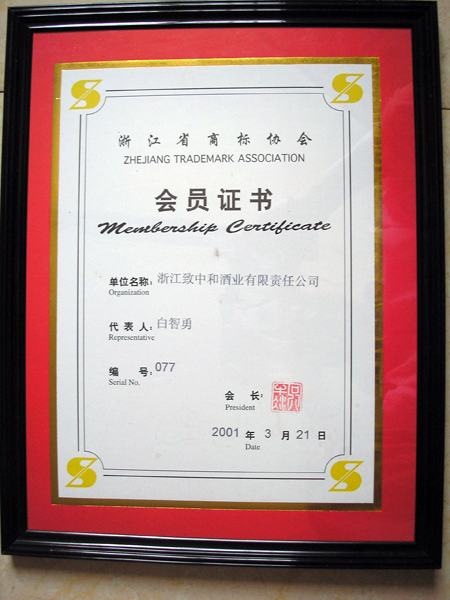 浙江省商标协会
ZHEJIANG TRADEMARK ASSOCIATION
会员证书
Membership Certificate
单位名称：浙江致中和酒业有限责任公司
Organization
代表人：白智勇
Representative
编号：077
Serial No.
会长：
President
2001 年 3 月 21 日
Date